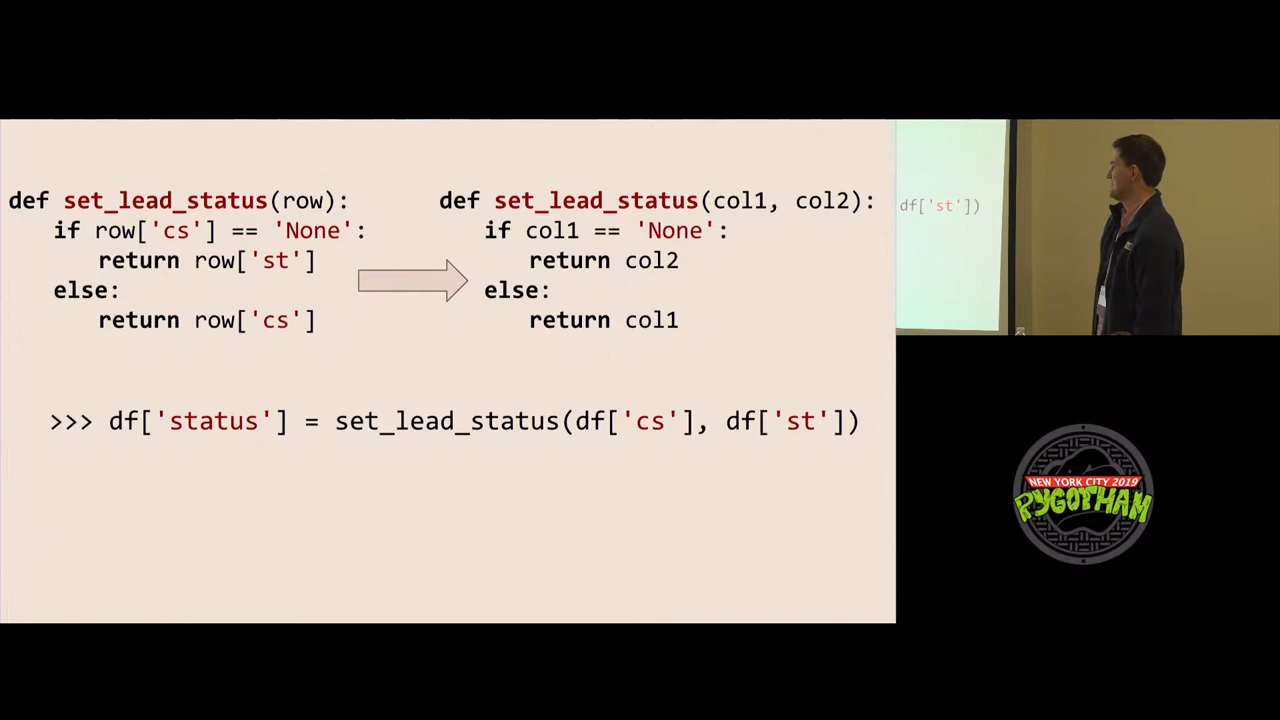 def set_lead_status(row):
    if row['cs'] == 'None':
        return row['st']
    else:
        return row['cs']
def set_lead_status(col1, col2):
    if col1 == 'None':
        return col2
    else:
        return col1
>>> df['status'] = set_lead_status(df['cs'], df['st'])
df['st'])
NEW YORK CITY 2019
PYGOTHAM